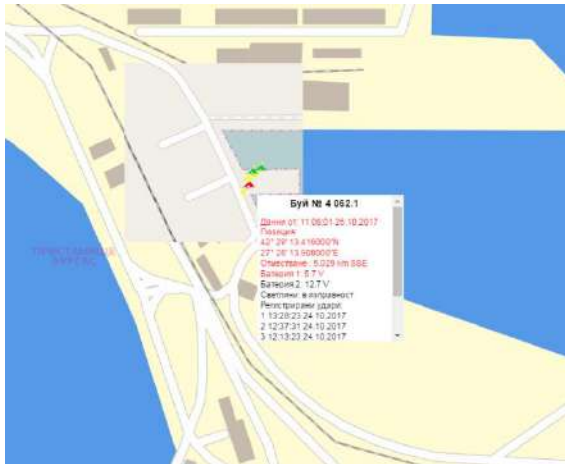 ПРИСТАНИЩЕ
БУРГАС
Буй № 4 062.1
Данни от: 11:06:01 26.10.2017
Позиция:
42° 29' 13.416000"N
27° 28' 13.908000"E
Отместване : 5.029 km SSE
Батерия 1: 5.7 V
Батерия 2: 12.7 V
Светлини: в изправност
Регистрирани удари:
1 13:28:23 24.10.2017
2 12:37:31 24.10.2017
3 12:13:23 24.10.2017